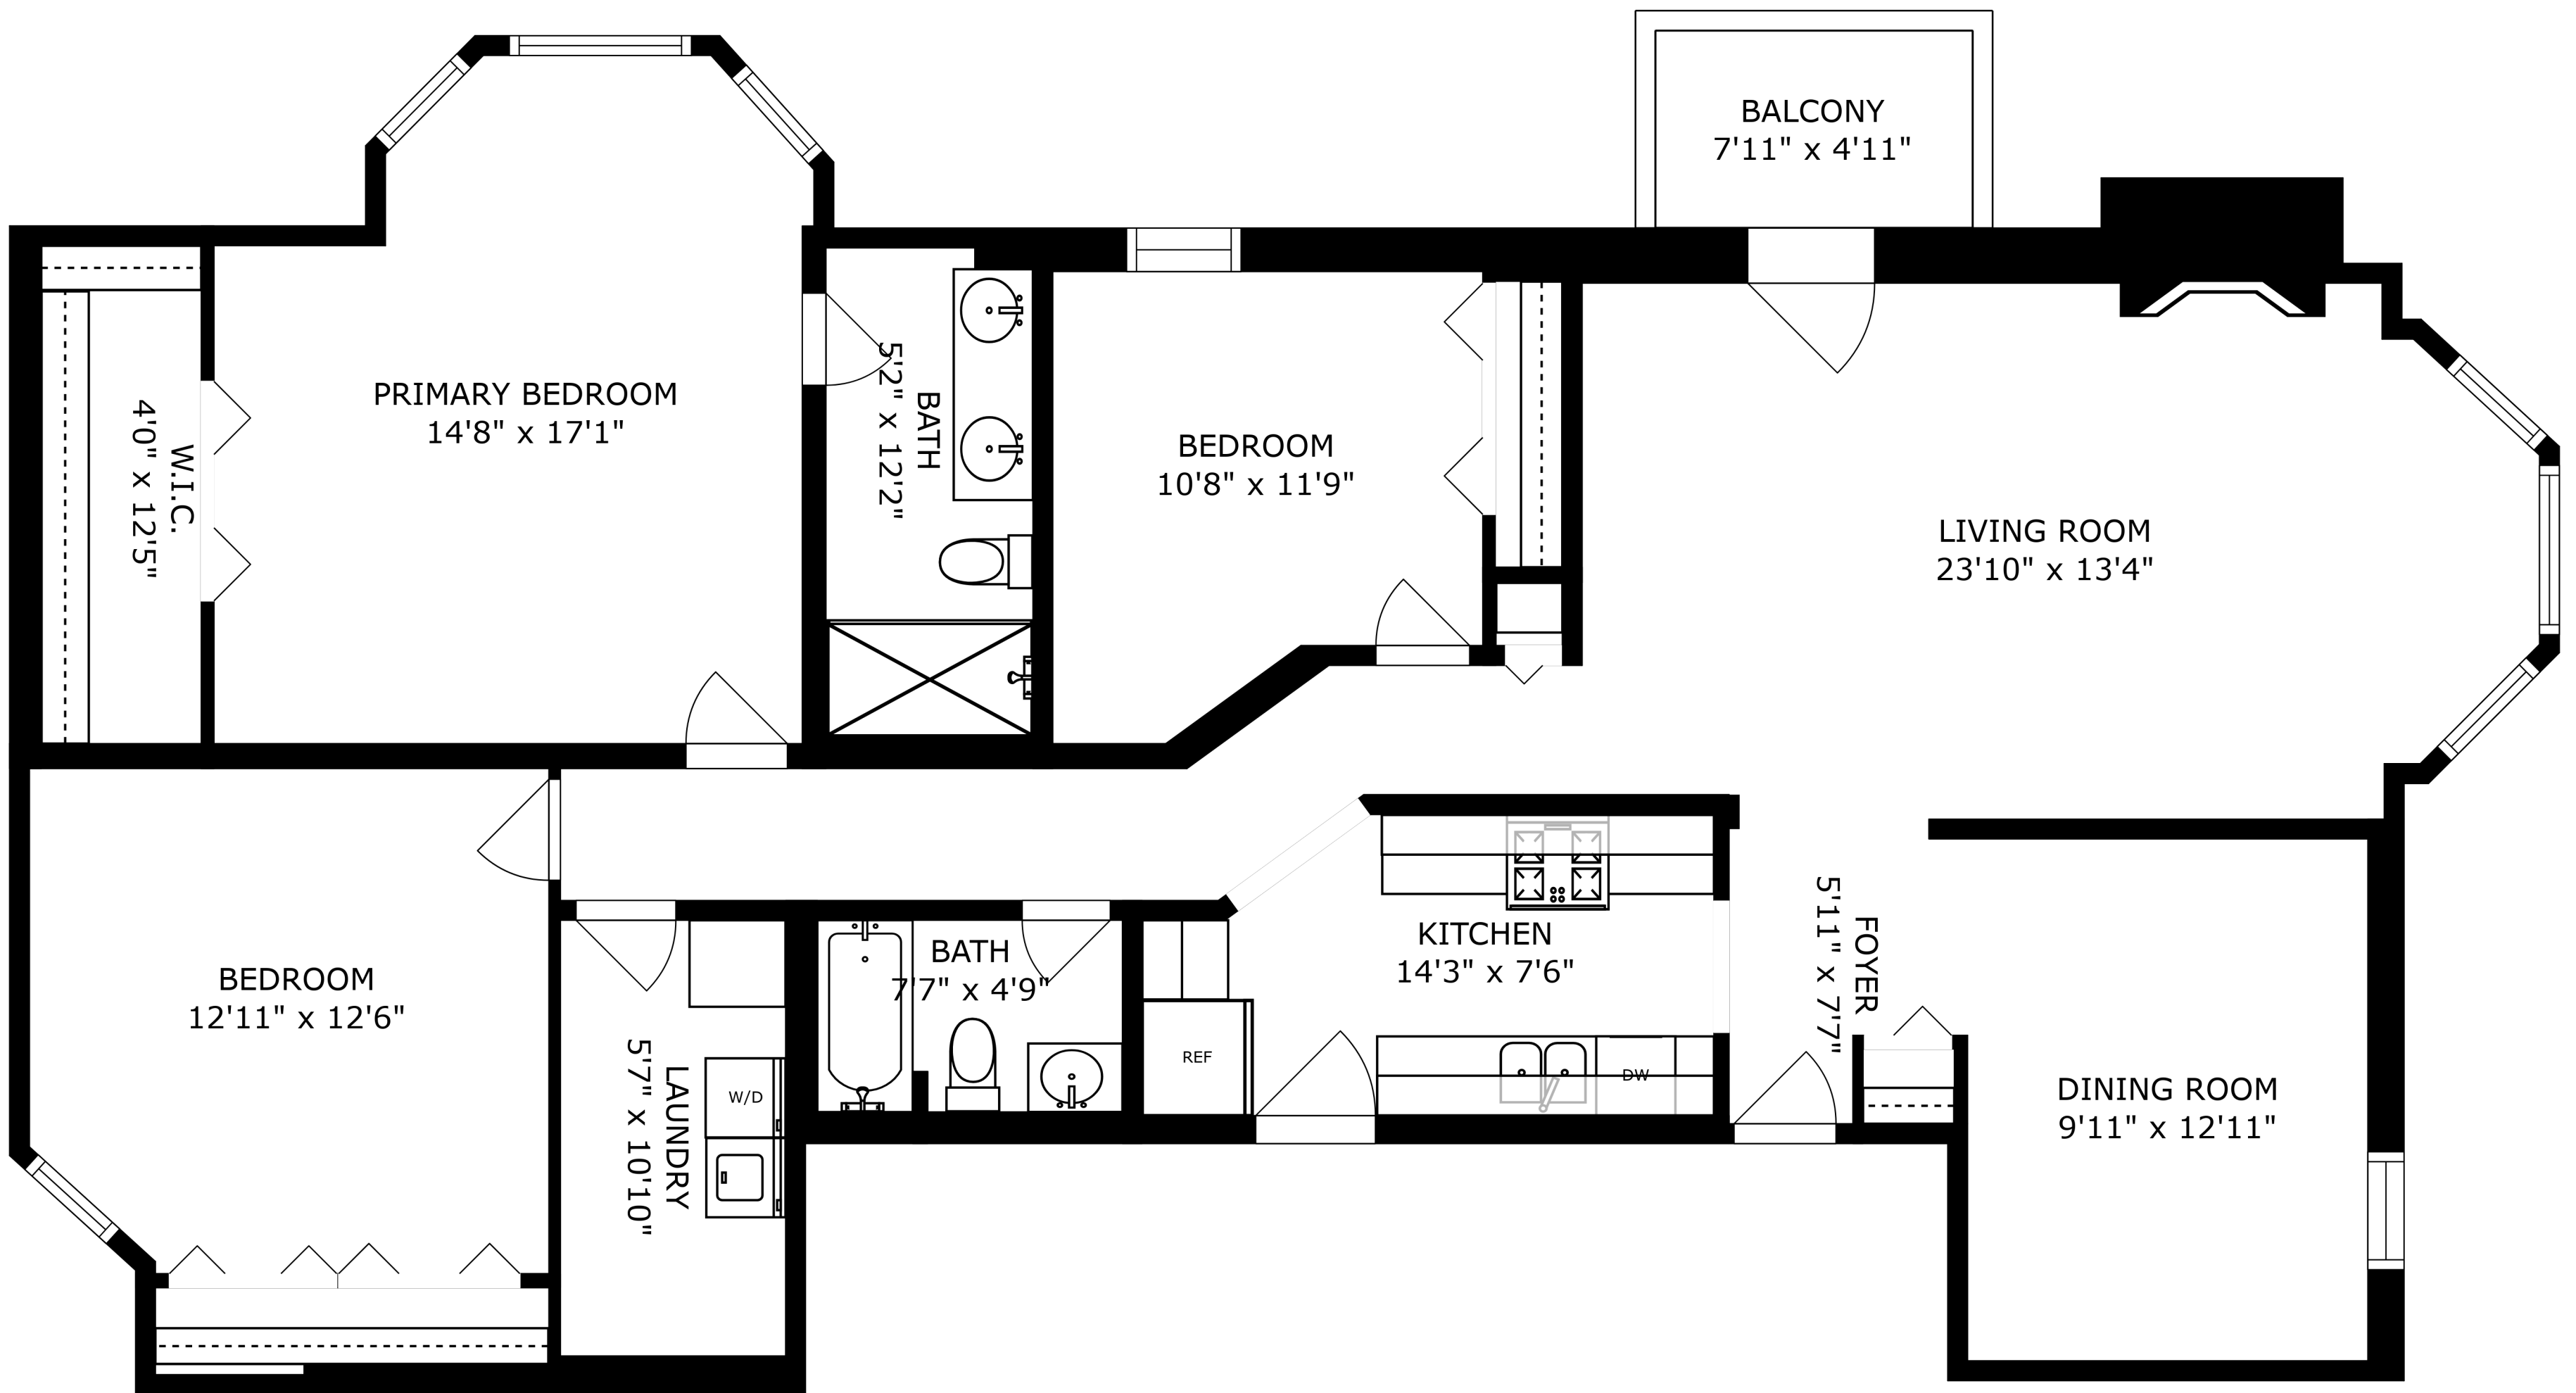 BALCONY
7'11" x 4'11"
PRIMARY BEDROOM
14'8" x 17'1"
W.I.C.
4'0" x 12'5"
BATH
5'2" x 12'2"
BEDROOM
10'8" x 11'9"
LIVING ROOM
23'10" x 13'4"
BEDROOM
12'11" x 12'6"
LAUNDRY
5'7" x 10'10"
W/D
BATH
7'7" x 4'9"
KITCHEN
14'3" x 7'6"
REF
DW
FOYER
5'11" x 7'7"
DINING ROOM
9'11" x 12'11"